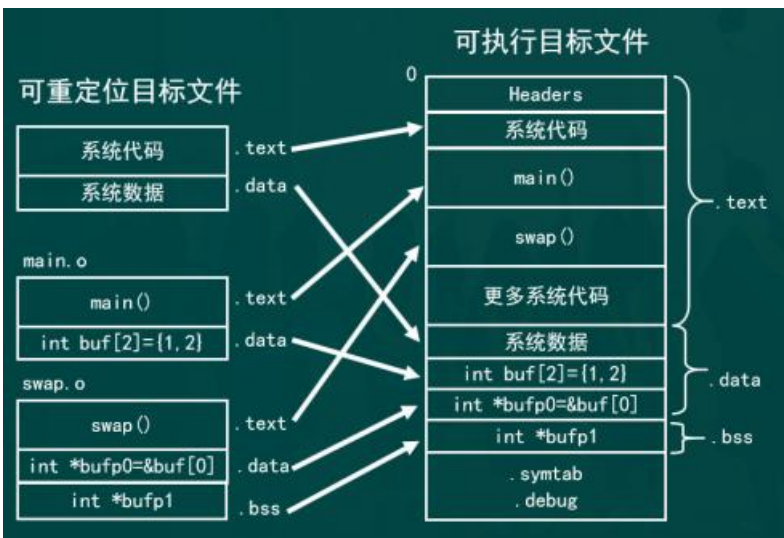 可重定位目标文件
系统代码
.text
系统数据
.data
main.o
main()
.text
int buf[2]={1,2}
.data
swap.o
swap()
.text
int *bufp0=&buf[0]
.data
int *bufp1
.bss
可执行目标文件
0
Headers
系统代码
main()
swap()
更多系统代码
.text
系统数据
int buf[2]={1,2}
int *bufp0=&buf[0]
.data
int *bufp1
.bss
.symtab
.debug